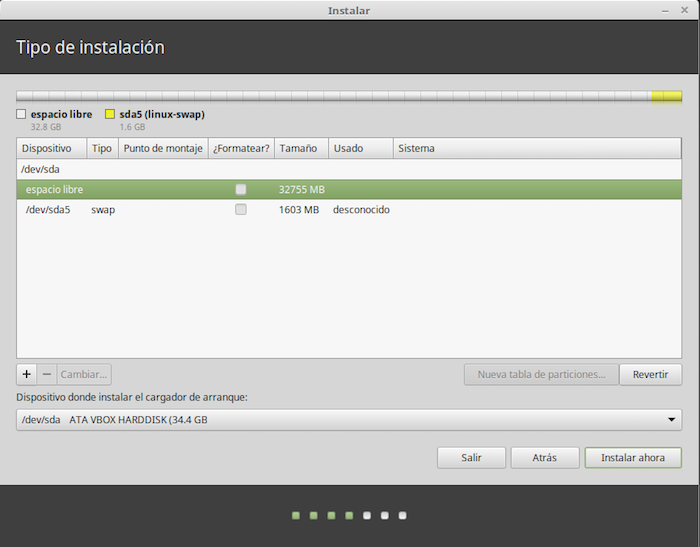 Instalar
Tipo de instalación
espacio libre sda5 (linux-swap)
32.8 GB 1.6 GB
Dispositivo Tipo Punto de montaje ¿Formatear? Tamaño Usado Sistema
/dev/sda
espacio libre 32755 MB
/dev/sda5 swap 1603 MB desconocido
+ − Cambiar... Nueva tabla de particiones... Revertir
Dispositivo donde instalar el cargador de arranque:
/dev/sda ATA VBOX HARDDISK (34.4 GB
Salir Atrás Instalar ahora